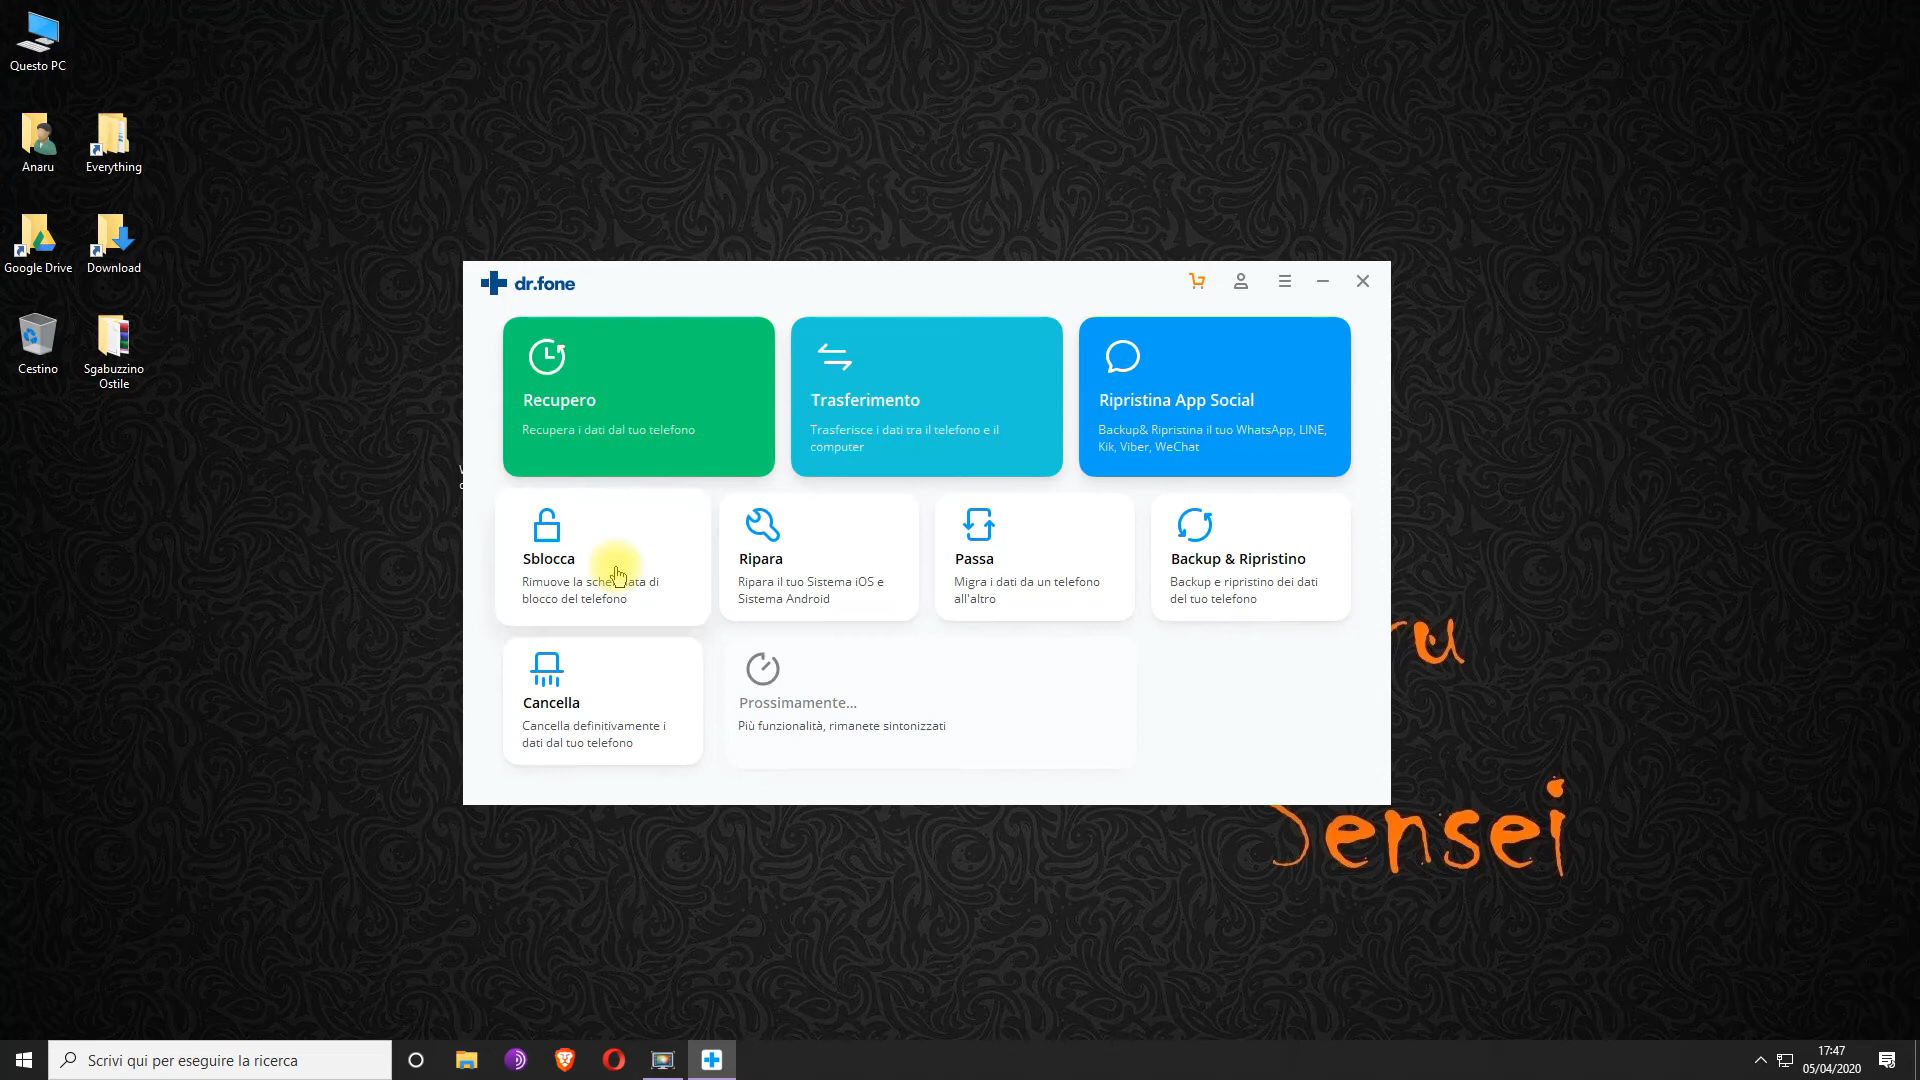 Questo PC
Anaru
Everything
Google Drive
Download
Cestino
Sgabuzzino
Ostile
dr.fone
Recupero
Recupera i dati dal tuo telefono
Trasferimento
Trasferisce i dati tra il telefono e il
computer
Ripristina App Social
Backup& Ripristina il tuo WhatsApp, LINE,
Kik, Viber, WeChat
Sblocca
Rimuove la schermata di
blocco del telefono
Ripara
Ripara il tuo Sistema iOS e
Sistema Android
Passa
Migra i dati da un telefono
all'altro
Backup & Ripristino
Backup e ripristino dei dati
del tuo telefono
Cancella
Cancella definitivamente i
dati dal tuo telefono
Prossimamente...
Più funzionalità, rimanete sintonizzati
ru
Sensei
Scrivi qui per eseguire la ricerca
17:47
05/04/2020